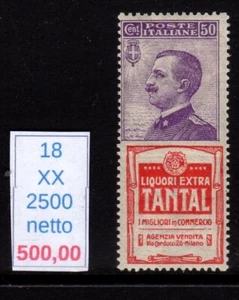 18
XX
2500
netto
500,00
Cent. POSTE 50
ITALIANE
LIQUORI EXTRA
TANTAL
I MIGLIORI IN COMMERCIO
AGENZIA VENDITA
Via Carducci 26-Milano